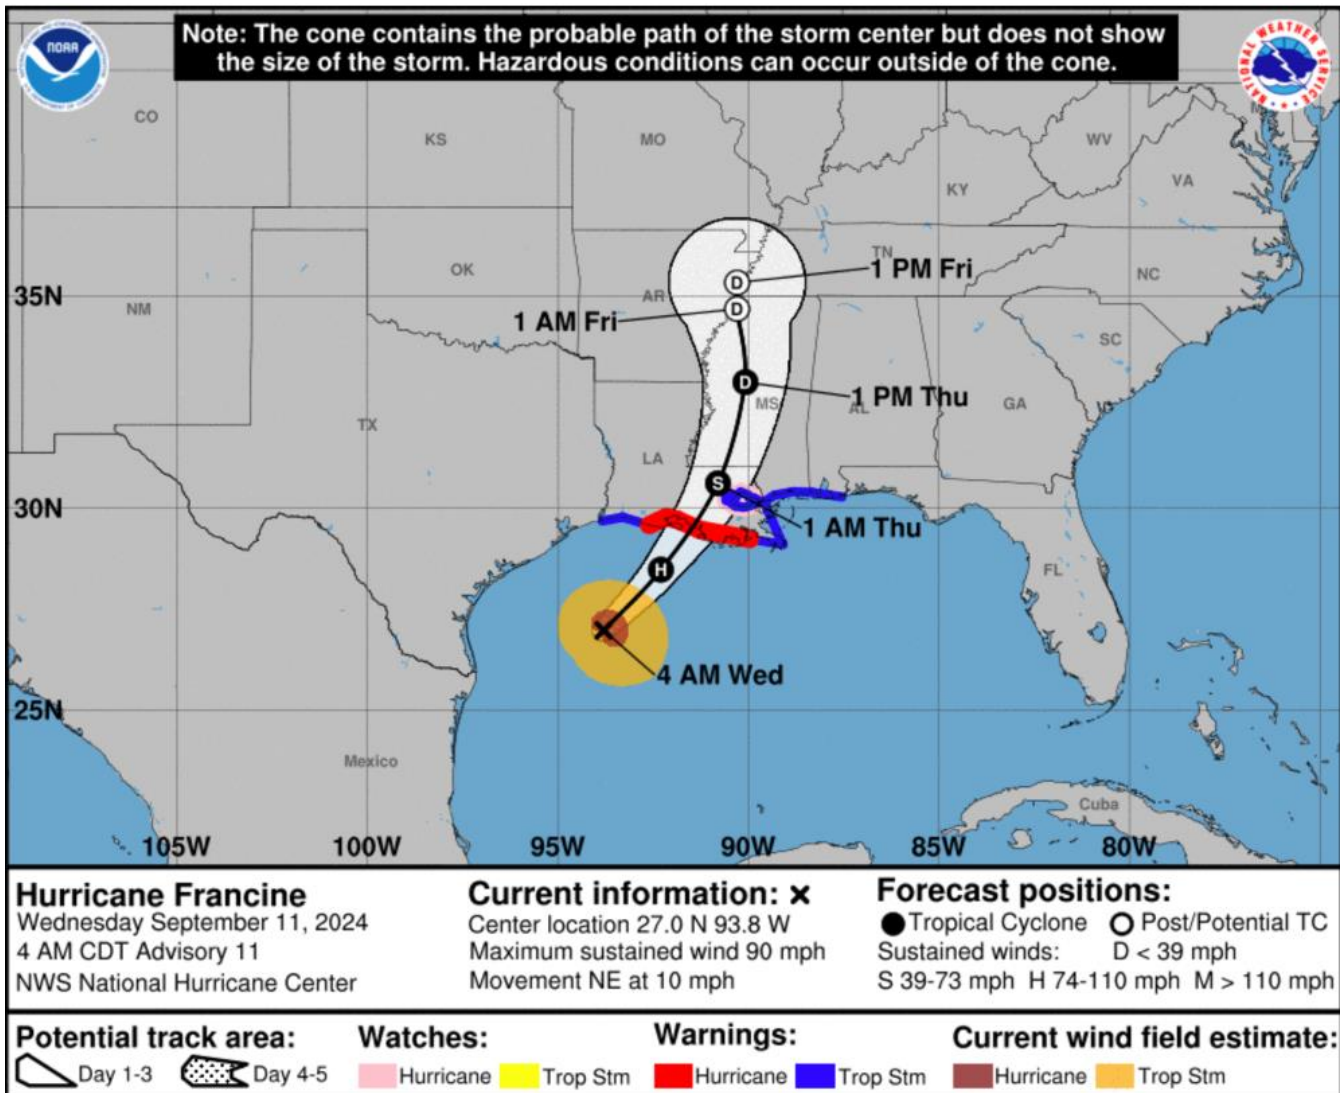 Note: The cone contains the probable path of the storm center but does not show
the size of the storm. Hazardous conditions can occur outside of the cone.
NOAA
NATIONAL WEATHER SERVICE
CO
KS
MO
WV
VA
KY
TN
NC
OK
AR
NM
35N
1 PM Fri
1 AM Fri
SC
1 PM Thu
MS
AL
GA
TX
LA
30N
1 AM Thu
FL
4 AM Wed
25N
Mexico
Cuba
105W
100W
95W
90W
85W
80W
D
D
D
S
H
Hurricane Francine
Wednesday September 11, 2024
4 AM CDT Advisory 11
NWS National Hurricane Center
Current information: ×
Center location 27.0 N 93.8 W
Maximum sustained wind 90 mph
Movement NE at 10 mph
Forecast positions:
Tropical Cyclone Post/Potential TC
Sustained winds: D < 39 mph
S 39-73 mph H 74-110 mph M > 110 mph
Potential track area:
Day 1-3 Day 4-5
Watches:
Hurricane Trop Stm
Warnings:
Hurricane Trop Stm
Current wind field estimate:
Hurricane Trop Stm